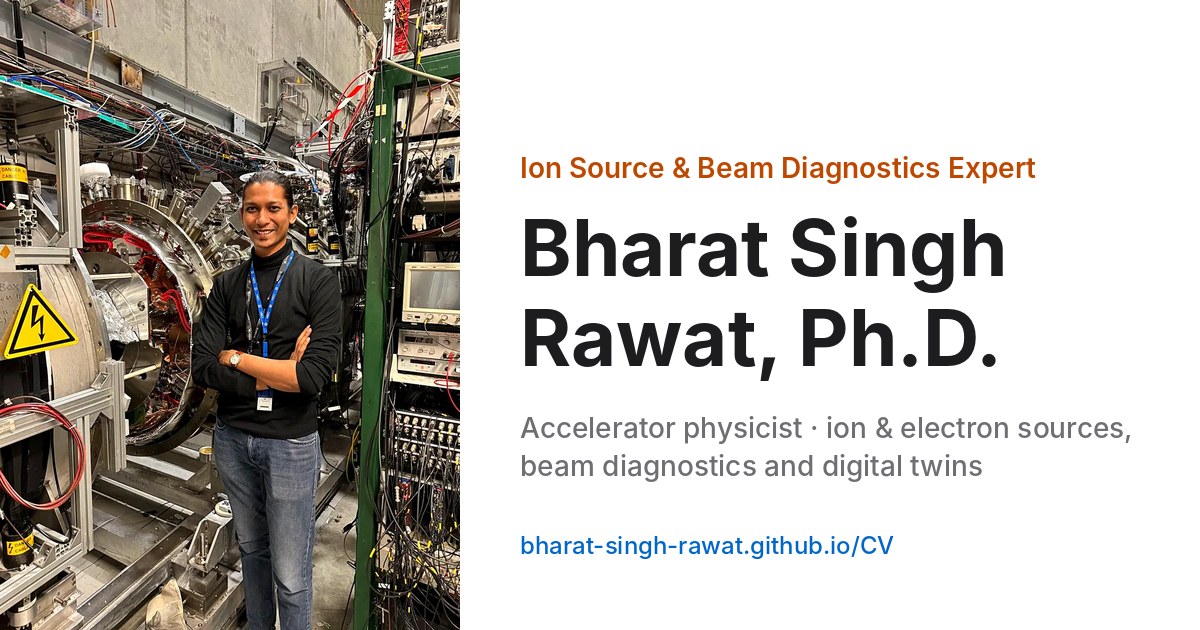 Ion Source & Beam Diagnostics Expert
Bharat Singh
Rawat, Ph.D.
Accelerator physicist · ion & electron sources,
beam diagnostics and digital twins
bharat-singh-rawat.github.io/CV